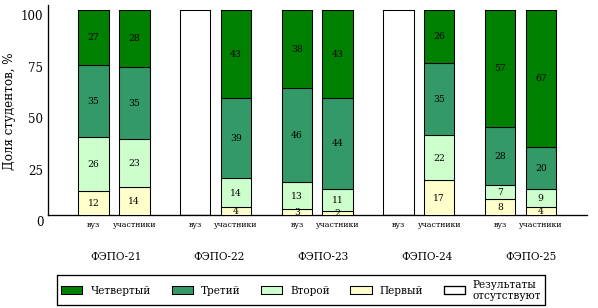 Доля студентов, %
100
75
50
25
0
27 28 43 38 43 26 57 67
35 35 39 46 44 35 28 20
26 23 14 13 11 22 7 9
12 14 4 3 2 17 8 4
вуз участники вуз участники вуз участники вуз участники вуз участники
ФЭПО-21 ФЭПО-22 ФЭПО-23 ФЭПО-24 ФЭПО-25
Четвертый Третий Второй Первый Результаты
отсутствуют